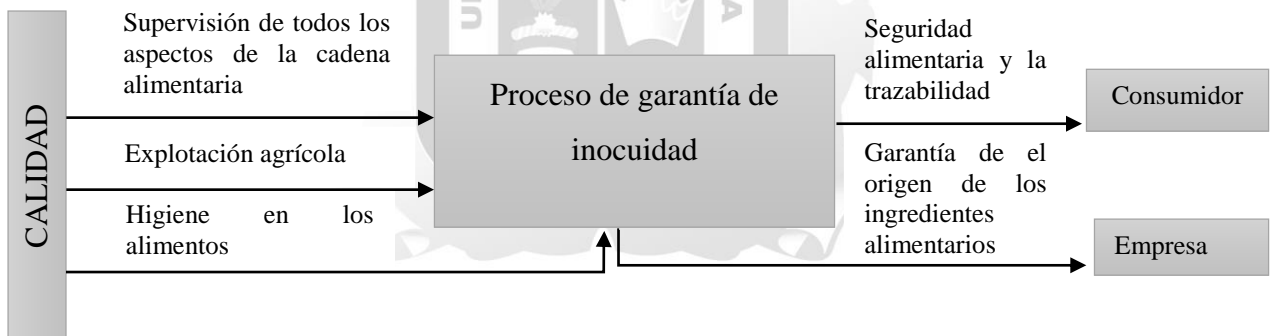 CALIDAD
Supervisión de todos los
aspectos de la cadena
alimentaria
Explotación agrícola
Higiene en los
alimentos
Proceso de garantía de
inocuidad
Seguridad
alimentaria y la
trazabilidad
Garantía de el
origen de los
ingredientes
alimentarios
Consumidor
Empresa